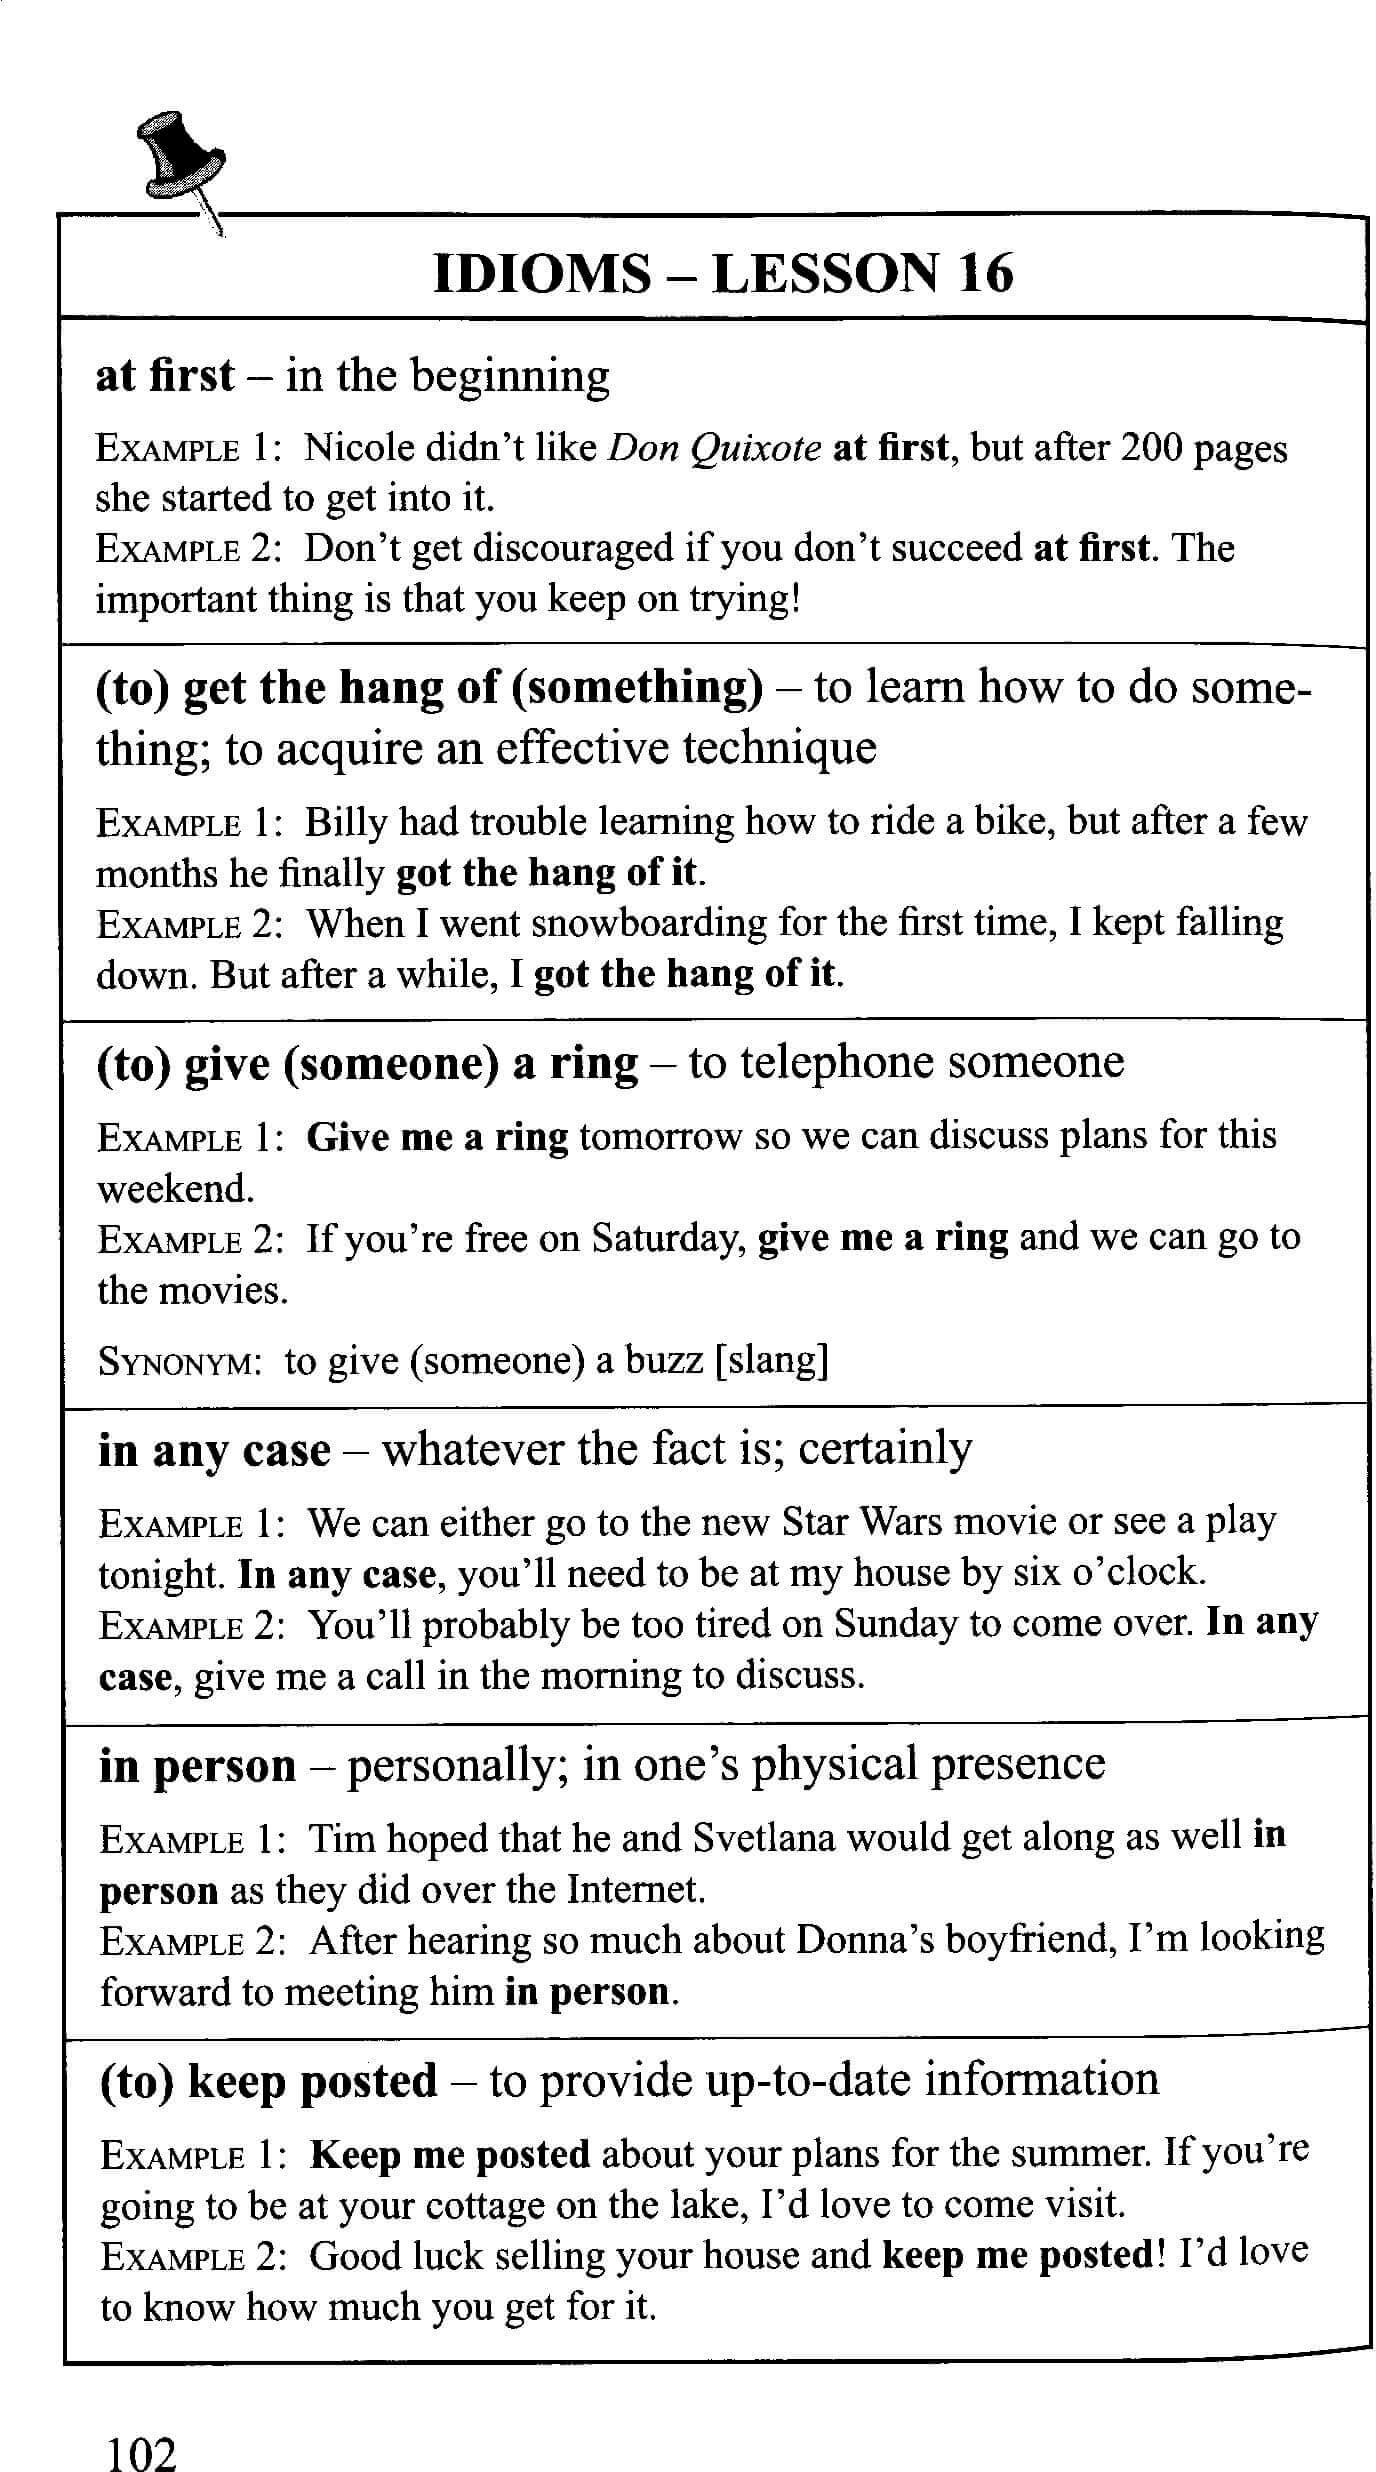 IDIOMS – LESSON 16
at first – in the beginning
EXAMPLE 1: Nicole didn't like Don Quixote at first, but after 200 pages
she started to get into it.
EXAMPLE 2: Don't get discouraged if you don't succeed at first. The
important thing is that you keep on trying!
(to) get the hang of (something) – to learn how to do some-
thing; to acquire an effective technique
EXAMPLE 1: Billy had trouble learning how to ride a bike, but after a few
months he finally got the hang of it.
EXAMPLE 2: When I went snowboarding for the first time, I kept falling
down. But after a while, I got the hang of it.
(to) give (someone) a ring – to telephone someone
EXAMPLE 1: Give me a ring tomorrow so we can discuss plans for this
weekend.
EXAMPLE 2: If you're free on Saturday, give me a ring and we can go to
the movies.
SYNONYM: to give (someone) a buzz [slang]
in any case – whatever the fact is; certainly
EXAMPLE 1: We can either go to the new Star Wars movie or see a play
tonight. In any case, you'll need to be at my house by six o'clock.
EXAMPLE 2: You'll probably be too tired on Sunday to come over. In any
case, give me a call in the morning to discuss.
in person – personally; in one's physical presence
EXAMPLE 1: Tim hoped that he and Svetlana would get along as well in
person as they did over the Internet.
EXAMPLE 2: After hearing so much about Donna's boyfriend, I'm looking
forward to meeting him in person.
(to) keep posted – to provide up-to-date information
EXAMPLE 1: Keep me posted about your plans for the summer. If you're
going to be at your cottage on the lake, I'd love to come visit.
EXAMPLE 2: Good luck selling your house and keep me posted! I'd love
to know how much you get for it.
102